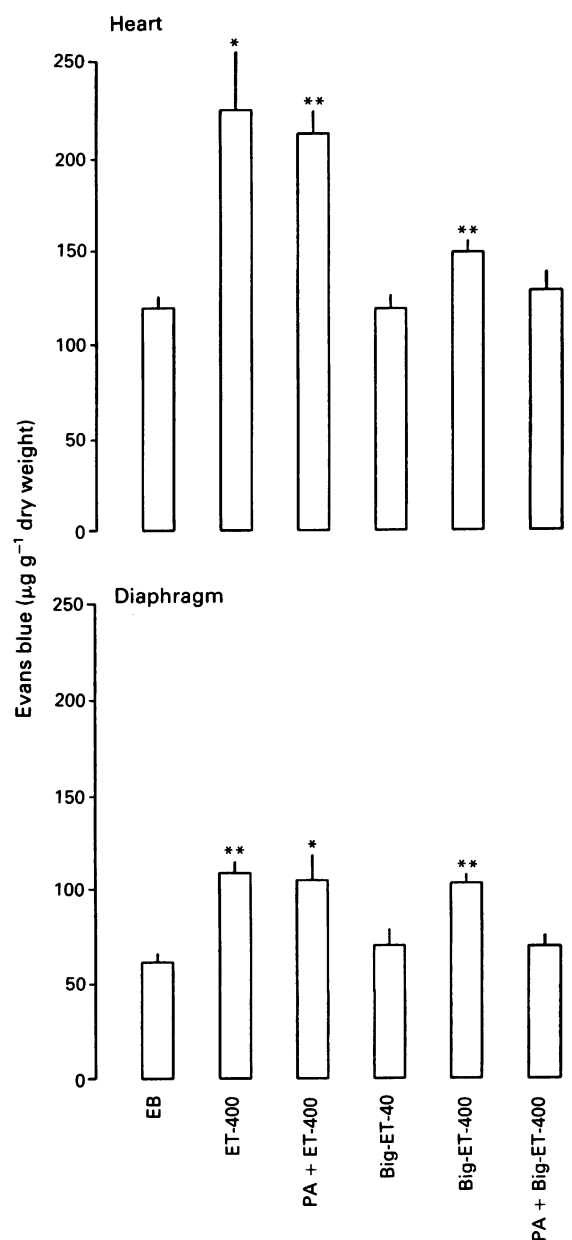 Heart
250
200
150
100
50
0
*
**
**
Evans blue (μg g⁻¹ dry weight)
Diaphragm
250
200
150
100
50
0
**
*
**
EB
ET-400
PA + ET-400
Big-ET-40
Big-ET-400
PA + Big-ET-400